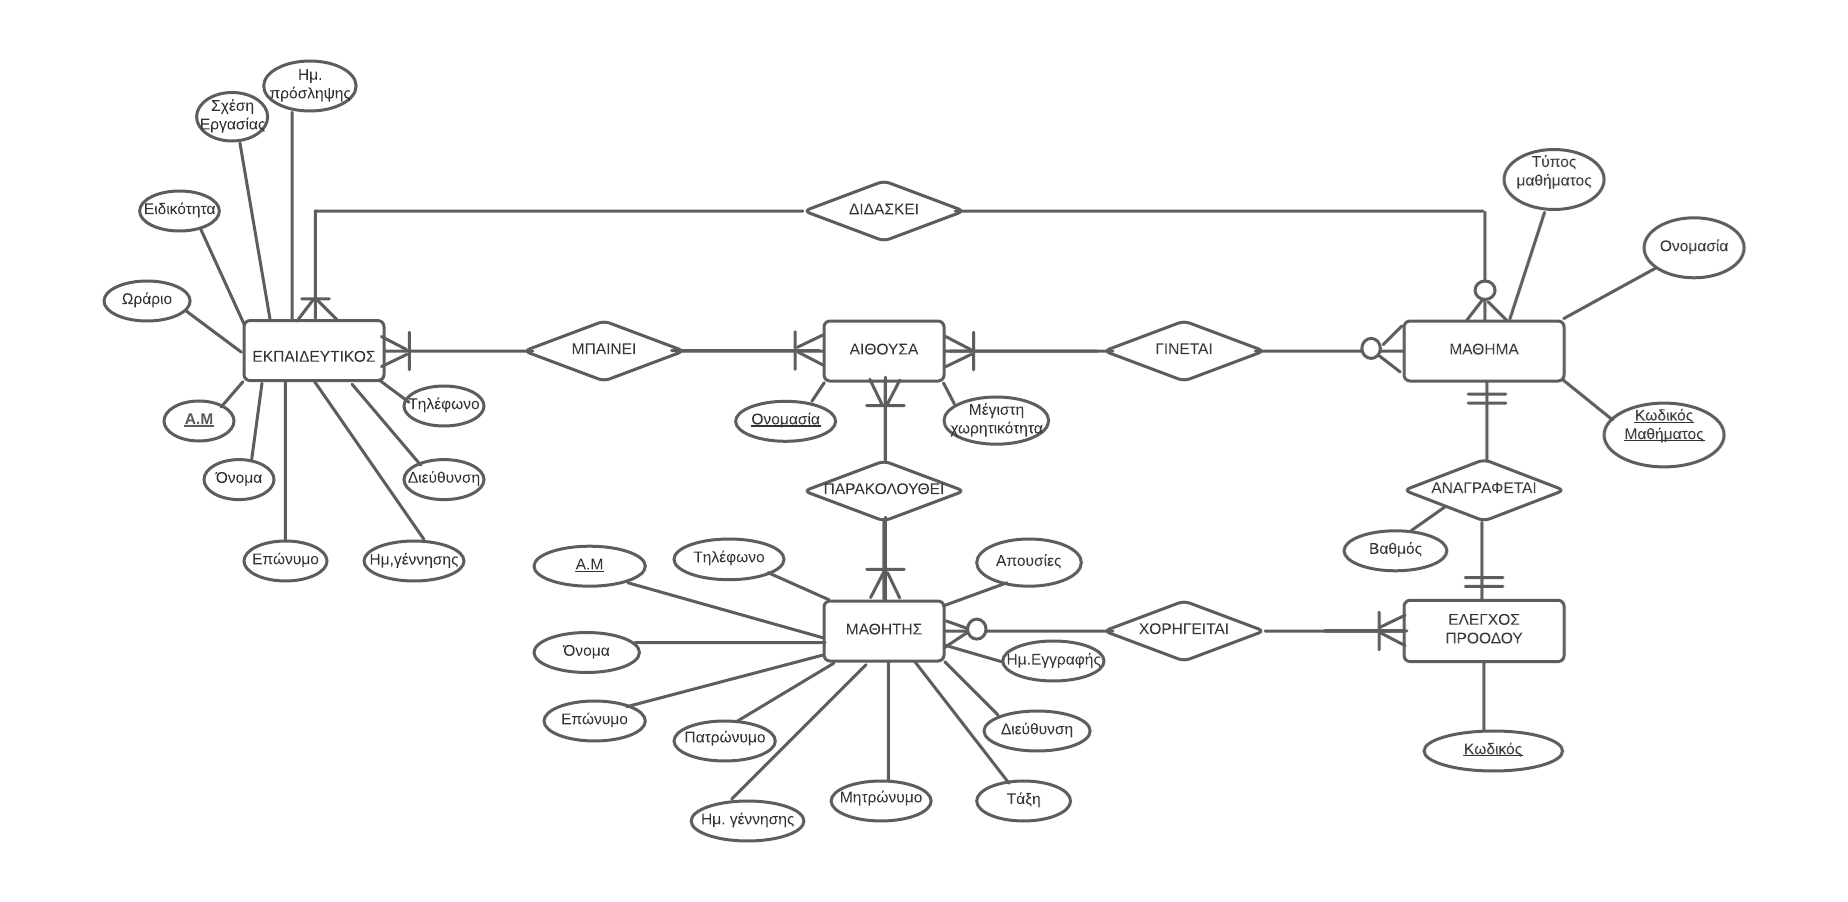 Ημ.
πρόσληψης
Σχέση
Εργασίας
Τύπος
μαθήματος
Ειδικότητα
ΔΙΔΑΣΚΕΙ
Ονομασία
Ωράριο
ΕΚΠΑΙΔΕΥΤΙΚΟΣ
ΜΠΑΙΝΕΙ
ΑΙΘΟΥΣΑ
ΓΙΝΕΤΑΙ
ΜΑΘΗΜΑ
Τηλέφωνο
Α.Μ
Ονομασία
Μέγιστη
χωρητικότητα
Κωδικός
Μαθήματος
Όνομα
Διεύθυνση
ΠΑΡΑΚΟΛΟΥΘΕΙ
ΑΝΑΓΡΑΦΕΤΑΙ
Επώνυμο
Ημ,γέννησης
Α.Μ
Τηλέφωνο
Απουσίες
Βαθμός
ΜΑΘΗΤΗΣ
ΧΟΡΗΓΕΙΤΑΙ
ΕΛΕΓΧΟΣ
ΠΡΟΟΔΟΥ
Όνομα
Ημ.Εγγραφής
Επώνυμο
Πατρώνυμο
Διεύθυνση
Κωδικός
Ημ. γέννησης
Μητρώνυμο
Τάξη